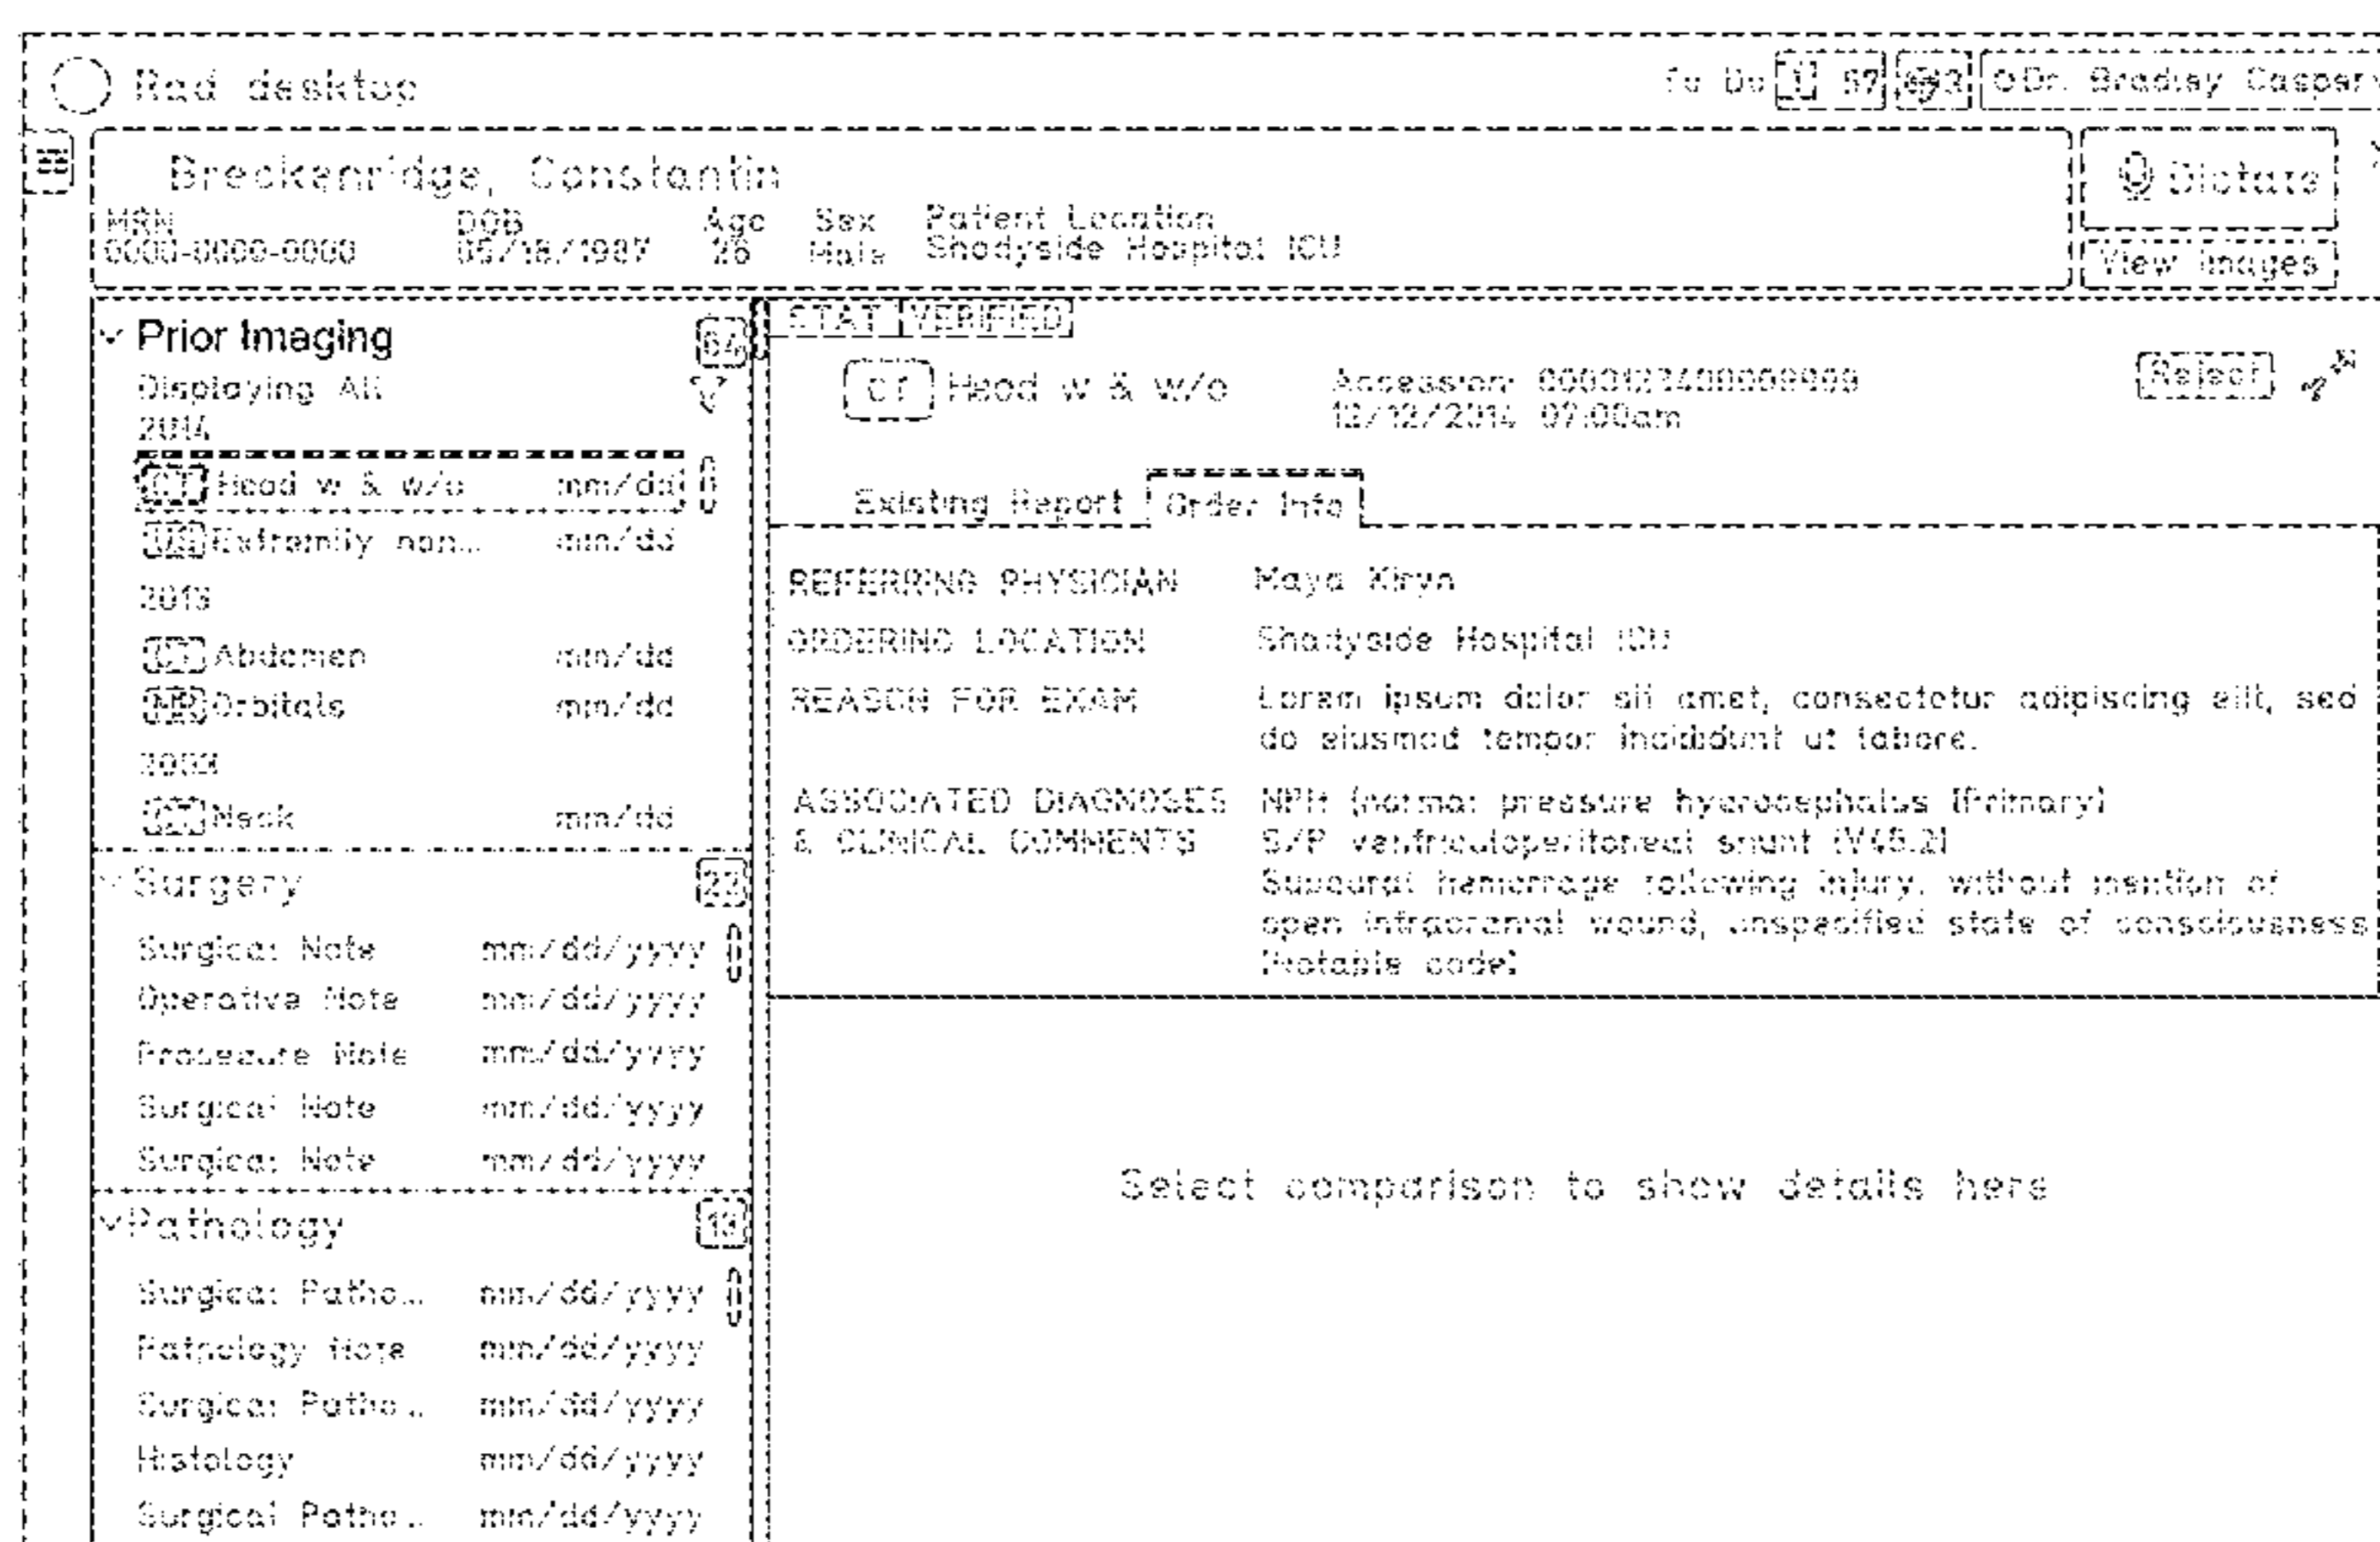 Rad desktop
To Do
Dr. Bradley Caspery
Breckenridge, Constantin
MRN DOB Age Sex Patient Location
0000-0000-0000 05/18/1987 26 Male Shadyside Hospital ICU
Dictate
View Images
Prior Imaging 64
Displaying All
2014
CT Head w & w/o mm/dd
Extremity non... mm/dd
2013
CT Abdomen mm/dd
MR Orbitals mm/dd
CT Neck mm/dd
Surgery 22
Surgical Note mm/dd/yyyy
Operative Note mm/dd/yyyy
Procedure Note mm/dd/yyyy
Surgical Note mm/dd/yyyy
Surgical Note mm/dd/yyyy
Pathology
Surgical Patho... mm/dd/yyyy
Pathology Note mm/dd/yyyy
Surgical Patho... mm/dd/yyyy
Histology mm/dd/yyyy
Surgical Patho... mm/dd/yyyy
STAT VERIFIED
CT Head w & w/o Accession
12/12/2014 07:00am
Reject
Existing Report Order Info
REFERRING PHYSICIAN Maya
ORDERING LOCATION Shadyside Hospital ICU
REASON FOR EXAM Lorem ipsum dolor sit amet, consectetur adipiscing elit, sed
do eiusmod tempor incididunt ut labore.
ASSOCIATED DIAGNOSES NPH (normal pressure hydrocephalus (Primary)
& CLINICAL COMMENTS S/P ventriculoperitoneal shunt (V45.2)
Subdural hemorrage following injury, without mention of
open intracranial wound, unspecified state of consciousness
code)
Select comparison to show details here